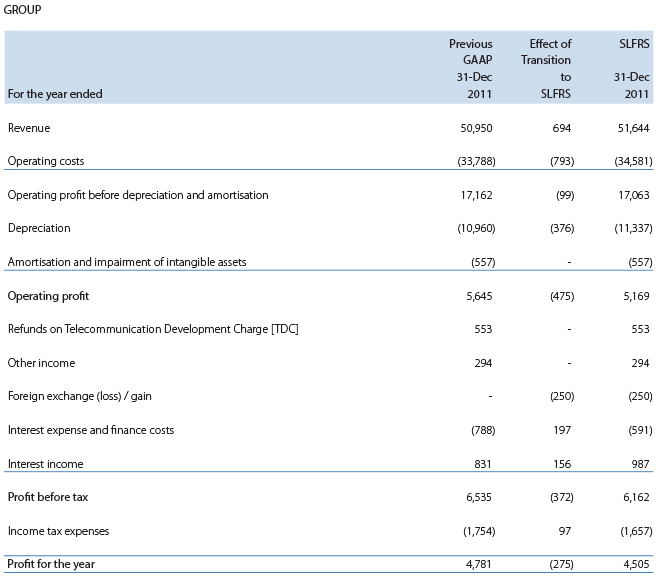 GROUP
Previous Effect of SLFRS
GAAP Transition
31-Dec to 31-Dec
For the year ended 2011 SLFRS 2011
Revenue 50,950 694 51,644
Operating costs (33,788) (793) (34,581)
Operating profit before depreciation and amortisation 17,162 (99) 17,063
Depreciation (10,960) (376) (11,337)
Amortisation and impairment of intangible assets (557) - (557)
Operating profit 5,645 (475) 5,169
Refunds on Telecommunication Development Charge [TDC] 553 - 553
Other income 294 - 294
Foreign exchange (loss) / gain - (250) (250)
Interest expense and finance costs (788) 197 (591)
Interest income 831 156 987
Profit before tax 6,535 (372) 6,162
Income tax expenses (1,754) 97 (1,657)
Profit for the year 4,781 (275) 4,505